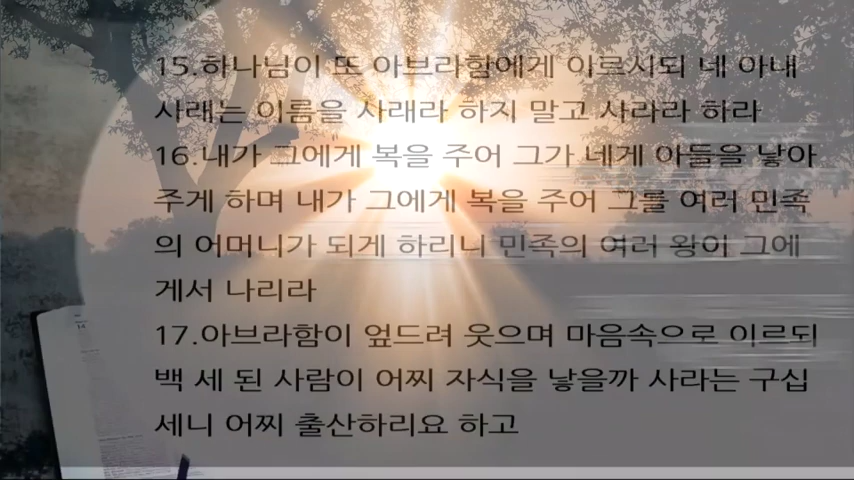 15.하나님이 또 아브라함에게 이르시되 네 아내
사래는 이름을 사래라 하지 말고 사라라 하라
16.내가 그에게 복을 주어 그가 네게 아들을 낳아
주게 하며 내가 그에게 복을 주어 그를 여러 민족
의 어머니가 되게 하리니 민족의 여러 왕이 그에
게서 나리라
17.아브라함이 엎드려 웃으며 마음속으로 이르되
백 세 된 사람이 어찌 자식을 낳을까 사라는 구십
세니 어찌 출산하리요 하고